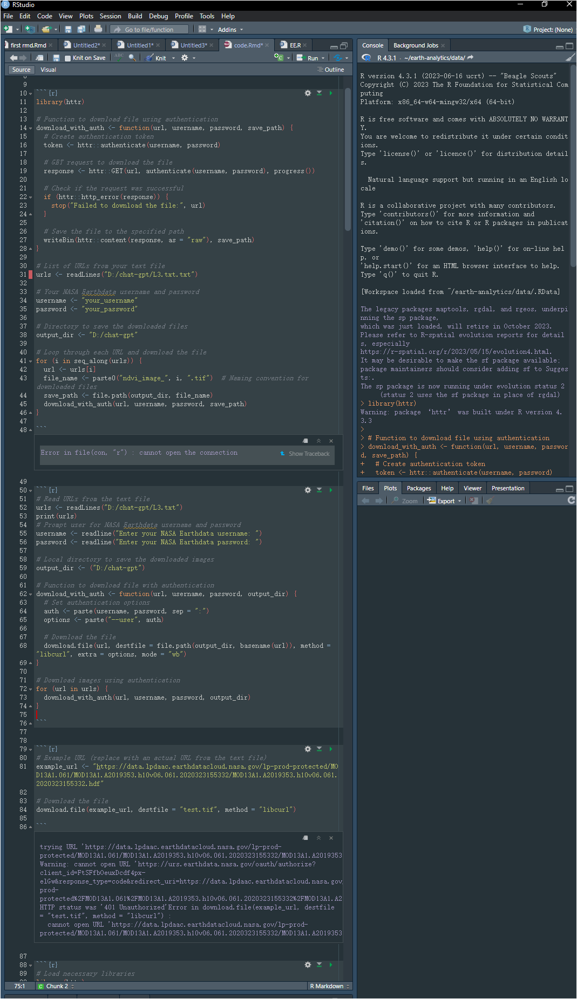 RStudio
File Edit Code View Plots Session Build Debug Profile Tools Help
Go to file/function
Addins
Project: (None)
first rmd.Rmd
Untitled2*
Untitled1*
Untitled3*
code.Rmd*
EE.R
Knit on Save
ABC
Knit
Run
Source
Visual
Outline
9
10 ```{r}
11 library(httr)
12
13 # Function to download file using authentication
14 download_with_auth <- function(url, username, password, save_path) {
15 # Create authentication token
16 token <- httr::authenticate(username, password)
17
18 # GET request to download the file
19 response <- httr::GET(url, authenticate(username, password), progress())
20
21 # Check if the request was successful
22 if (httr::http_error(response)) {
23 stop("Failed to download the file:", url)
24 }
25
26 # Save the file to the specified path
27 writeBin(httr::content(response, as = "raw"), save_path)
28 }
29
30 # List of URLs from your text file
31 urls <- readLines("D:/chat-gpt/L3.txt.txt")
32
33 # Your NASA Earthdata username and password
34 username <- "your_username"
35 password <- "your_password"
36
37 # Directory to save the downloaded files
38 output_dir <- "D:/chat-gpt"
39
40 # Loop through each URL and download the file
41 for (i in seq_along(urls)) {
42 url <- urls[i]
43 file_name <- paste0("ndvi_image_", i, ".tif") # Naming convention for
downloaded files
44 save_path <- file.path(output_dir, file_name)
45 download_with_auth(url, username, password, save_path)
46 }
47
48 ```
Error in file(con, "r") : cannot open the connection
Show Traceback
49
50 ```{r}
51 # Read URLs from the text file
52 urls <- readLines("D:/chat-gpt/L3.txt")
53 print(urls)
54 # Prompt user for NASA Earthdata username and password
55 username <- readline("Enter your NASA Earthdata username: ")
56 password <- readline("Enter your NASA Earthdata password: ")
57
58 # Local directory to save the downloaded images
59 output_dir <- ("D:/chat-gpt")
60
61 # Function to download file with authentication
62 download_with_auth <- function(url, username, password, output_dir) {
63 # Set authentication options
64 auth <- paste(username, password, sep = ":")
65 options <- paste("--user", auth)
66
67 # Download the file
68 download.file(url, destfile = file.path(output_dir, basename(url)), method =
"libcurl", extra = options, mode = "wb")
69 }
70
71 # Download images using authentication
72 for (url in urls) {
73 download_with_auth(url, username, password, output_dir)
74 }
75
76 ```
77
78
79 ```{r}
80 # Example URL (replace with an actual URL from the text file)
81 example_url <- "https://data.lpdaac.earthdatacloud.nasa.gov/lp-prod-protected/MO
D13A1.061/MOD13A1.A2019353.h10v06.061.2020323155332/MOD13A1.A2019353.h10v06.061.
2020323155332.hdf"
82
83 # Download the file
84 download.file(example_url, destfile = "test.tif", method = "libcurl")
85
86 ```
trying URL 'https://data.lpdaac.earthdatacloud.nasa.gov/lp-prod-
protected/MOD13A1.061/MOD13A1.A2019353.h10v06.061.2020323155332/MOD13A1.A2019353
Warning: cannot open URL 'https://urs.earthdata.nasa.gov/oauth/authorize?
client_id=FtSFfbOeuxDcdf4px-
elGw&response_type=code&redirect_uri=https://data.lpdaac.earthdatacloud.nasa.gov
prod-
protected%2FMOD13A1.061%2FMOD13A1.A2019353.h10v06.061.2020323155332%2FMOD13A1.A2
HTTP status was '401 Unauthorized'Error in download.file(example_url, destfile
= "test.tif", method = "libcurl") :
cannot open URL 'https://data.lpdaac.earthdatacloud.nasa.gov/lp-prod-
protected/MOD13A1.061/MOD13A1.A2019353.h10v06.061.2020323155332/MOD13A1.A2019353
87
88 ```{r}
89 # Load necessary libraries
75:1
Chunk 2
R Markdown
Console
Background Jobs
R 4.3.1 · ~/earth-analytics/data/
R version 4.3.1 (2023-06-16 ucrt) -- "Beagle Scouts"
Copyright (C) 2023 The R Foundation for Statistical Com
puting
Platform: x86_64-w64-mingw32/x64 (64-bit)
R is free software and comes with ABSOLUTELY NO WARRANT
Y.
You are welcome to redistribute it under certain condit
ions.
Type 'license()' or 'licence()' for distribution detail
s.
Natural language support but running in an English lo
cale
R is a collaborative project with many contributors.
Type 'contributors()' for more information and
'citation()' on how to cite R or R packages in publicat
ions.
Type 'demo()' for some demos, 'help()' for on-line hel
p, or
'help.start()' for an HTML browser interface to help.
Type 'q()' to quit R.
[Workspace loaded from ~/earth-analytics/data/.RData]
The legacy packages maptools, rgdal, and rgeos, underpi
nning the sp package,
which was just loaded, will retire in October 2023.
Please refer to R-spatial evolution reports for detail
s, especially
https://r-spatial.org/r/2023/05/15/evolution4.html.
It may be desirable to make the sf package available;
package maintainers should consider adding sf to Sugges
ts:.
The sp package is now running under evolution status 2
(status 2 uses the sf package in place of rgdal)
> library(httr)
Warning: package ‘httr’ was built under R version 4.
3.3
>
> # Function to download file using authentication
> download_with_auth <- function(url, username, passwor
d, save_path) {
+ # Create authentication token
+ token <- httr::authenticate(username, password)
Files
Plots
Packages
Help
Viewer
Presentation
Zoom
Export